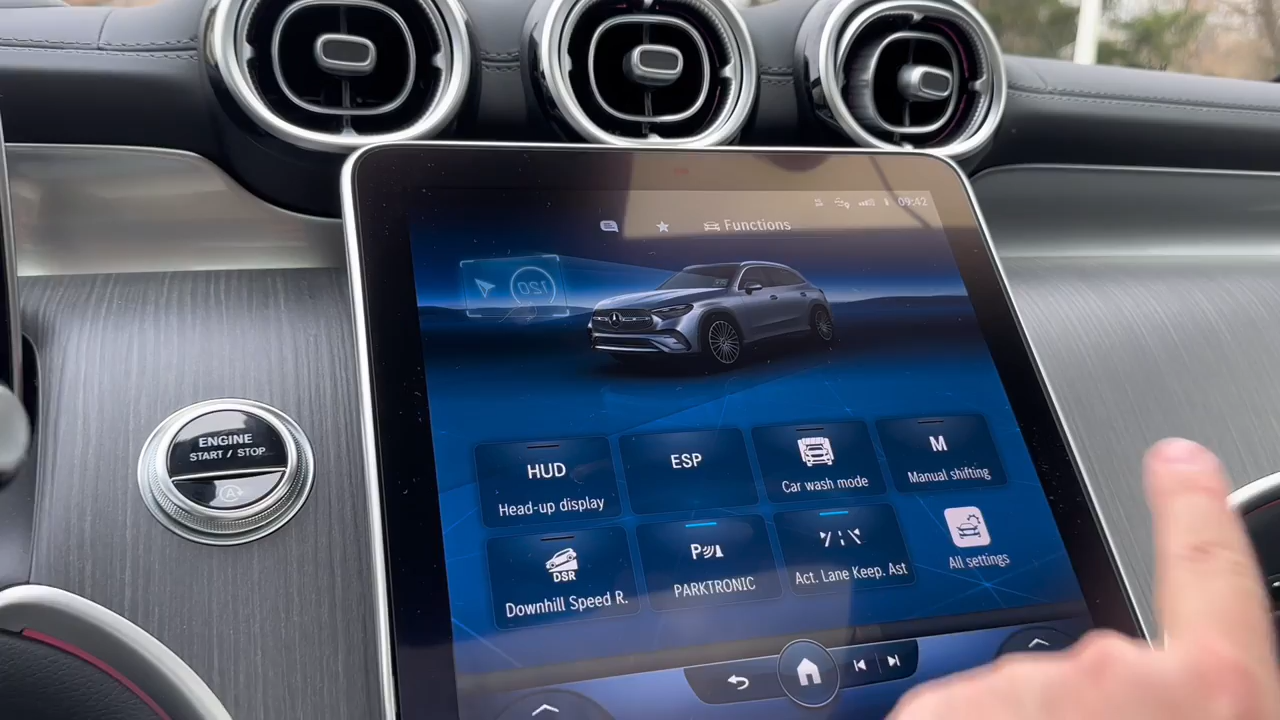 09:42
Functions
120
ENGINE
START / STOP
A
HUD
Head-up display
ESP
Car wash mode
M
Manual shifting
DSR
Downhill Speed R.
P
PARKTRONIC
Act. Lane Keep. Ast
All settings